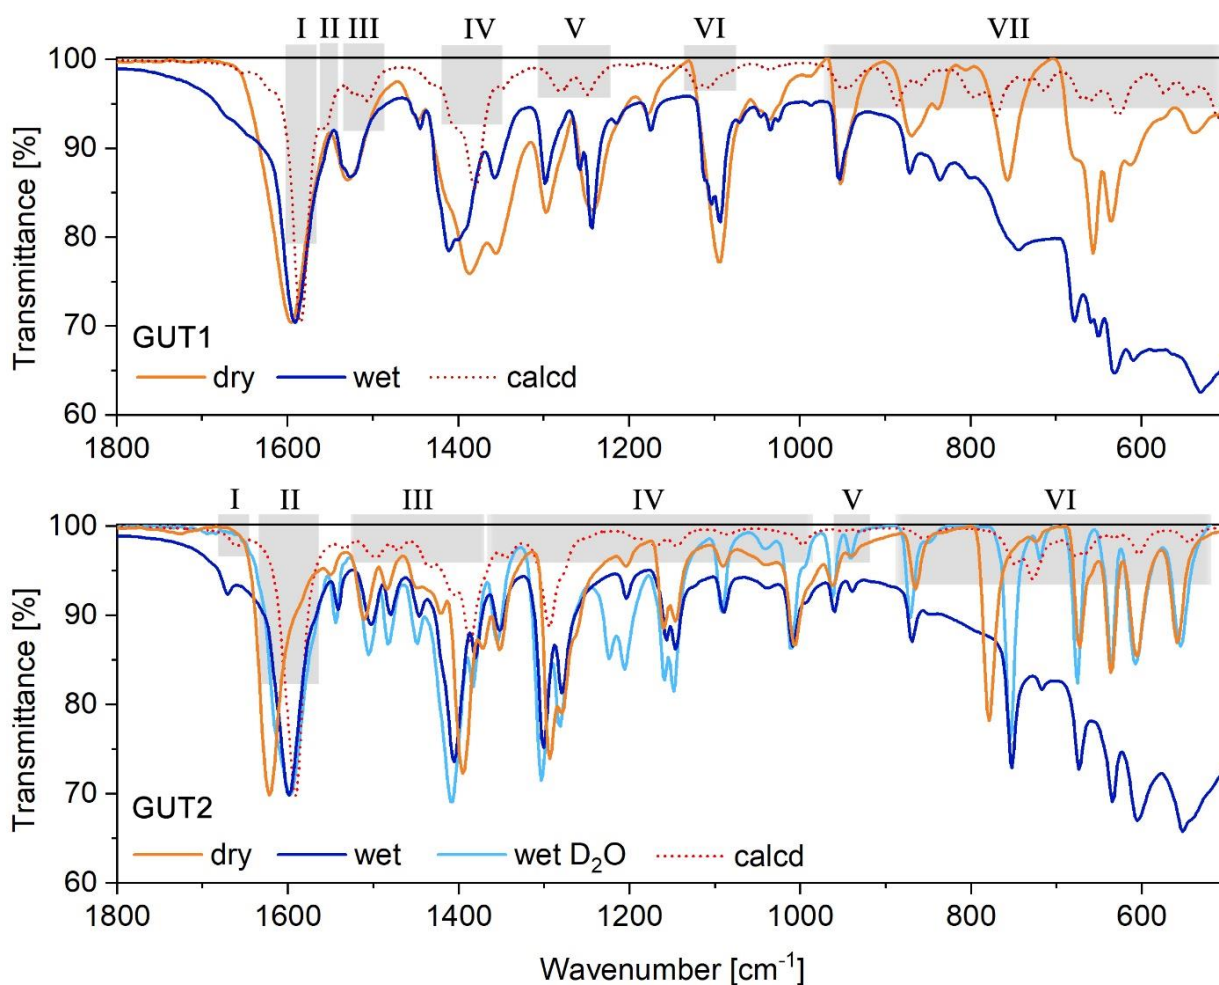 I II III IV V VI VII
100
90
80
70
60
Transmittance [%]
GUT1
dry wet calcd
1800 1600 1400 1200 1000 800 600
I II III IV V VI
100
90
80
70
60
Transmittance [%]
GUT2
dry wet wet D₂O calcd
1800 1600 1400 1200 1000 800 600
Wavenumber [cm⁻¹]